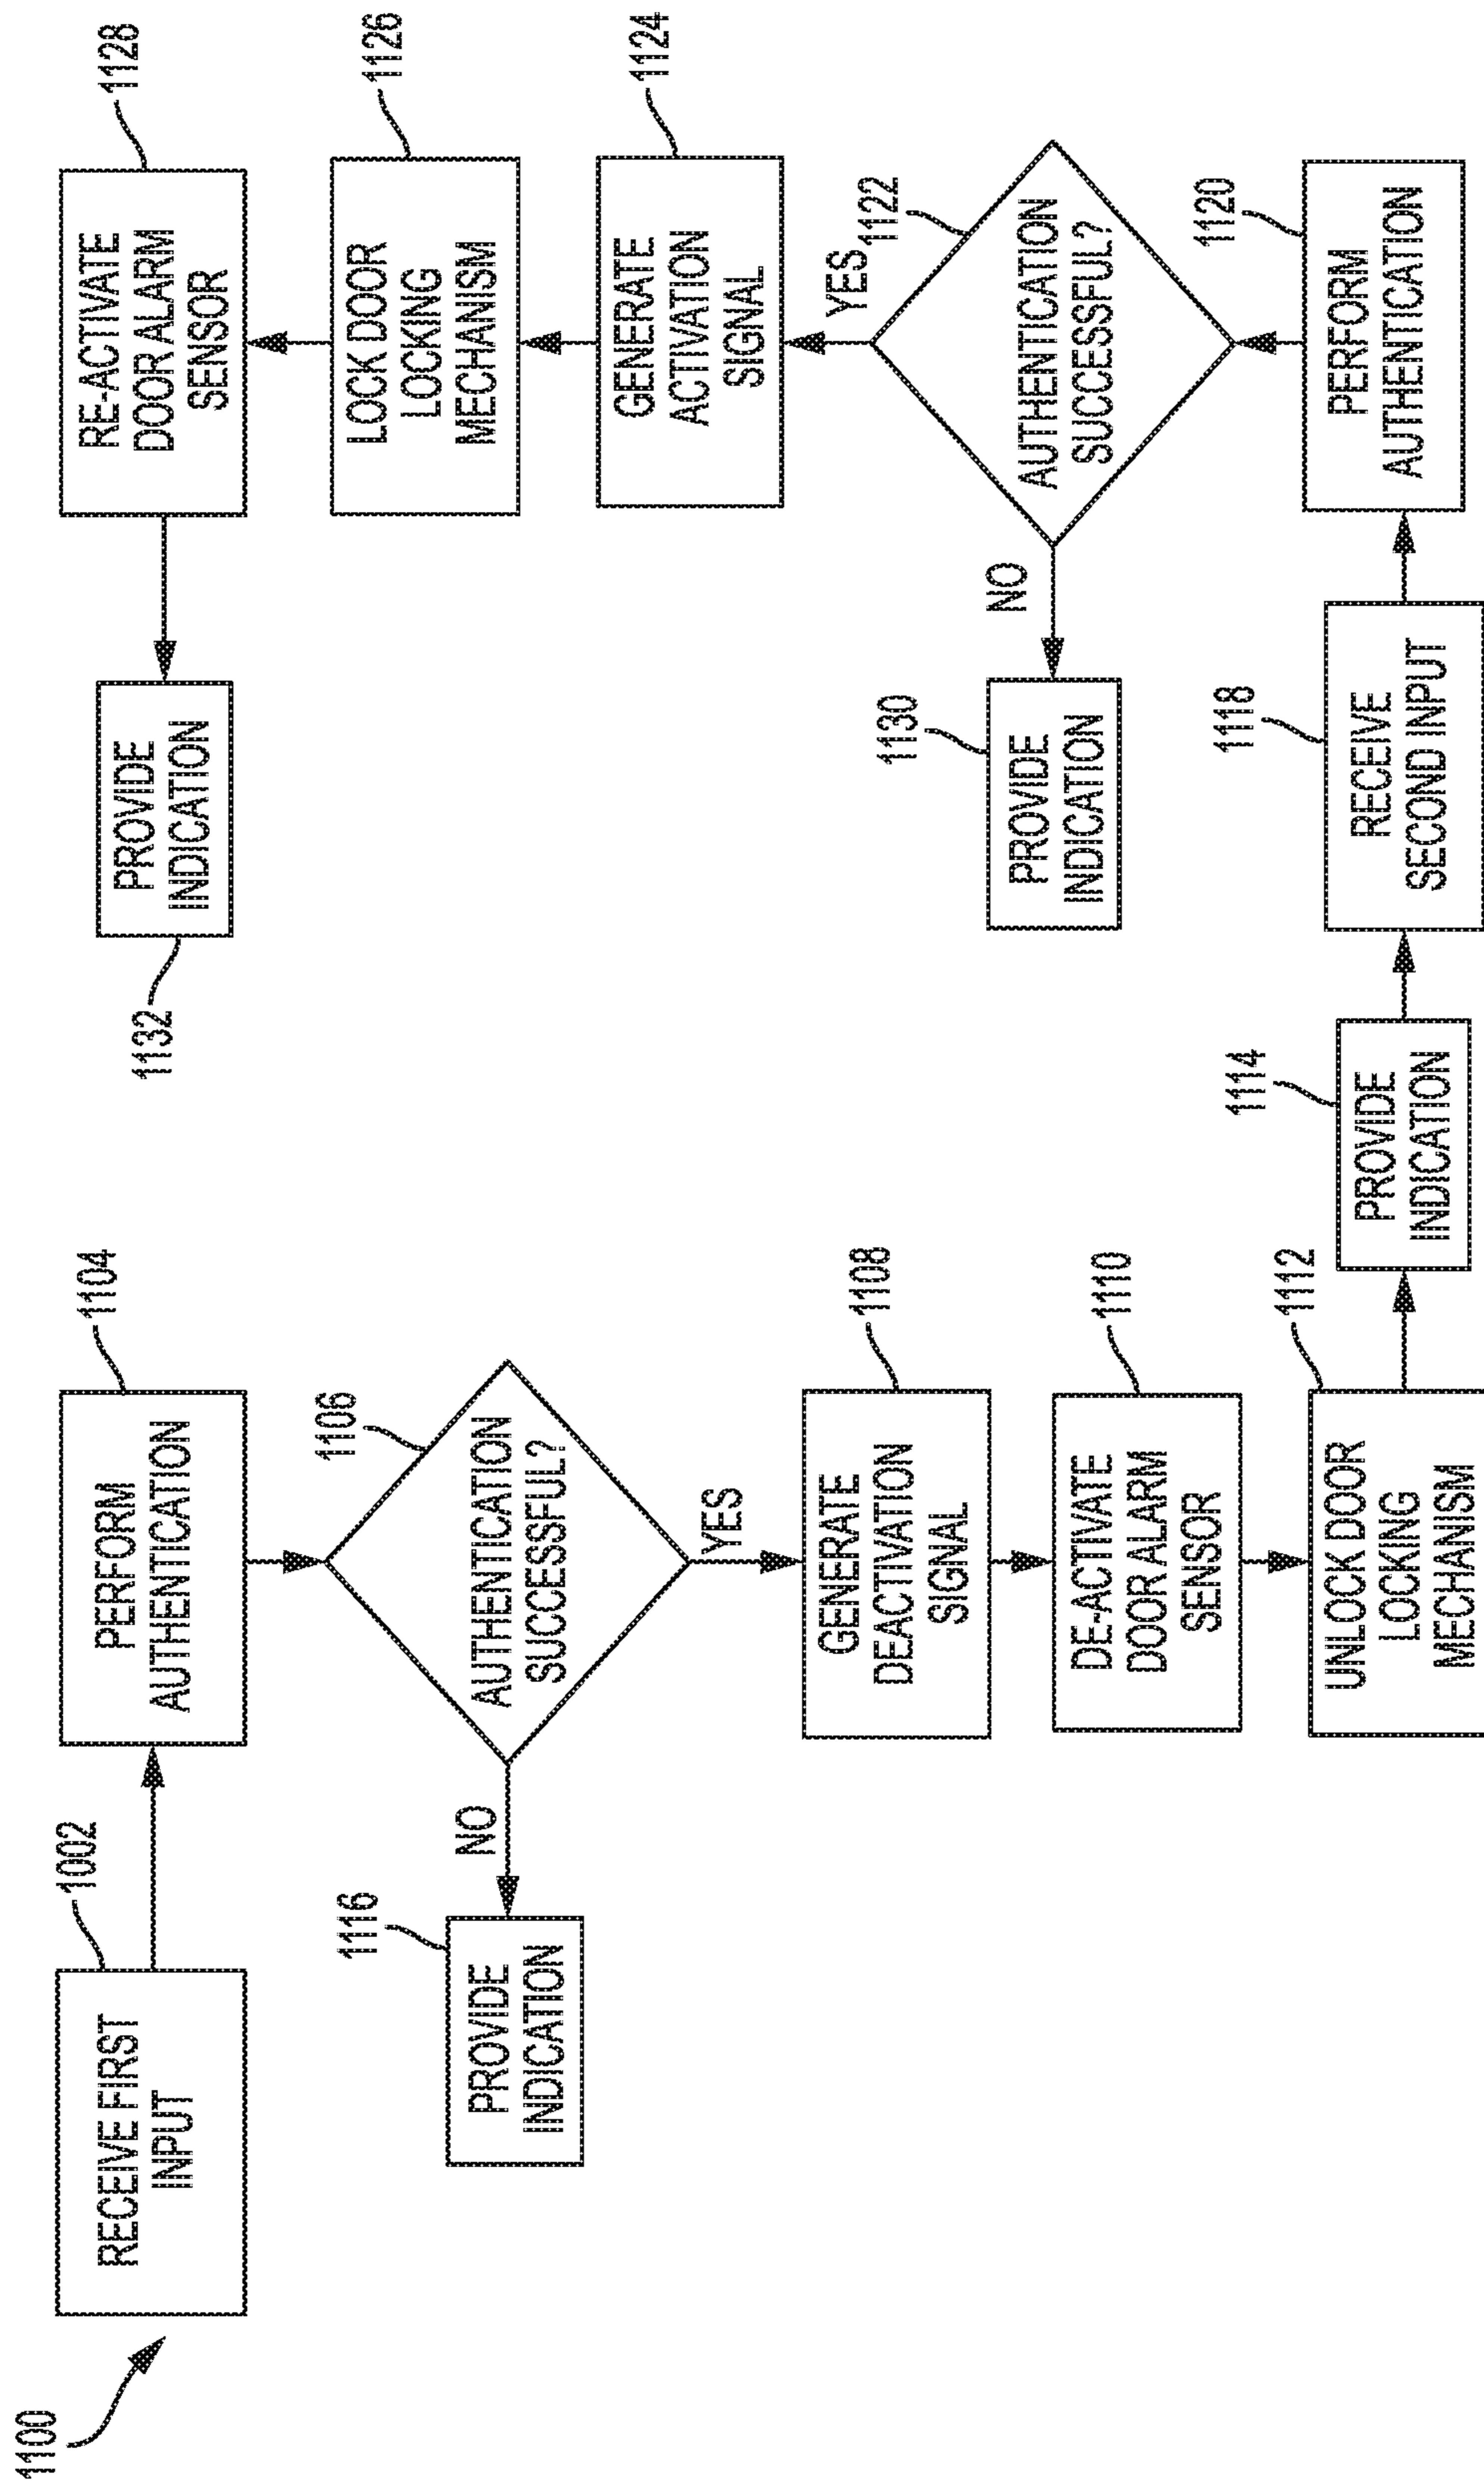 1100
1002
RECEIVE FIRST
INPUT
1104
PERFORM
AUTHENTICATION
1106
AUTHENTICATION
SUCCESSFUL?
NO
1116
PROVIDE
INDICATION
YES
1108
GENERATE
DEACTIVATION
SIGNAL
1110
DE-ACTIVATE
DOOR ALARM
SENSOR
1112
UNLOCK DOOR
LOCKING
MECHANISM
1114
PROVIDE
INDICATION
1118
RECEIVE
SECOND INPUT
1120
PERFORM
AUTHENTICATION
1122
AUTHENTICATION
SUCCESSFUL?
NO
1130
PROVIDE
INDICATION
YES
1124
GENERATE
ACTIVATION
SIGNAL
1126
LOCK DOOR
LOCKING
MECHANISM
1128
RE-ACTIVATE
DOOR ALARM
SENSOR
1132
PROVIDE
INDICATION